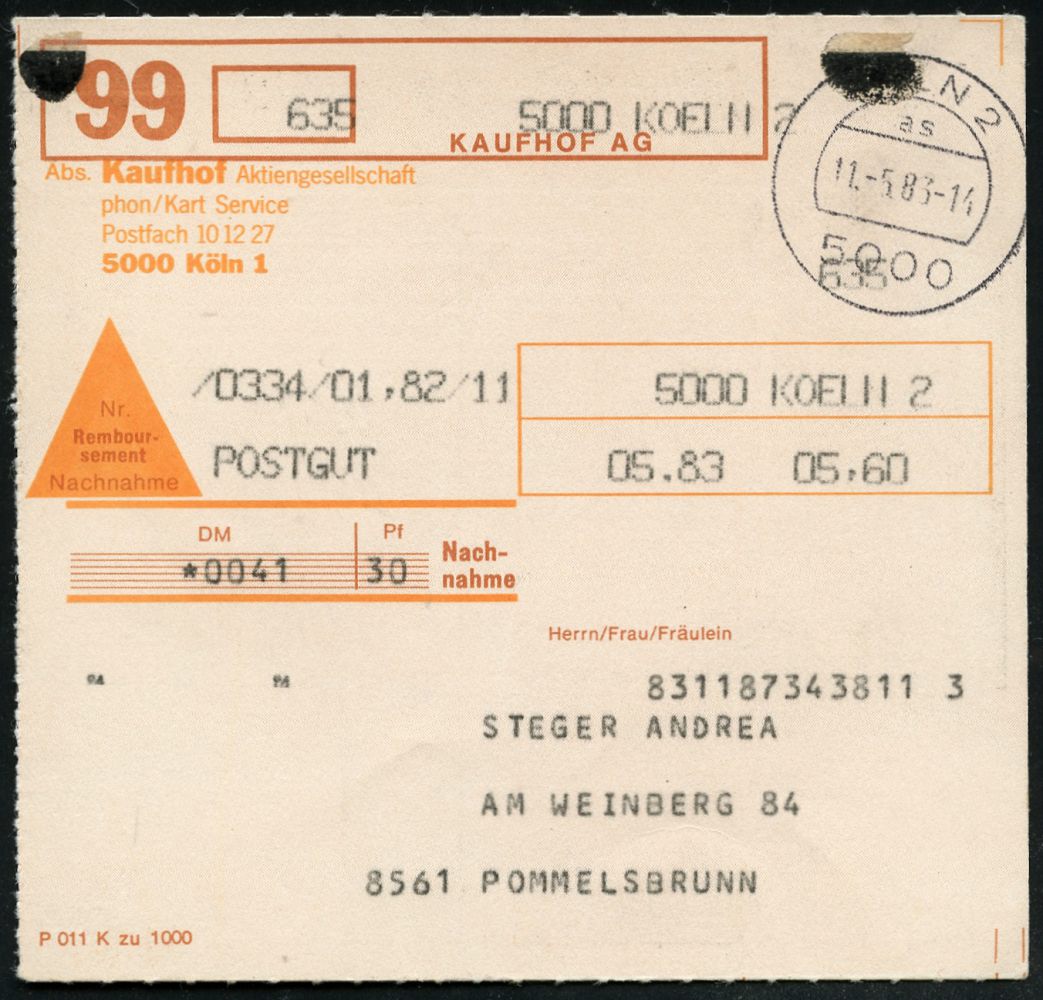 99
635 5000 KOELN 2
KAUFHOF AG
Abs. Kaufhof Aktiengesellschaft
phon/Kart Service
Postfach 10 12 27
5000 Köln 1
LN 2
as
11.-5.83-14
5000
635
/0334/01,82/11
5000 KOELN 2
Nr.
Rembour-
sement
Nachnahme
POSTGUT
05.83 05,60
DM Pf
*0041 30
Nach-
nahme
Herrn/Frau/Fräulein
831187343811 3
STEGER ANDREA
AM WEINBERG 84
8561 POMMELSBRUNN
P 011 K zu 1000